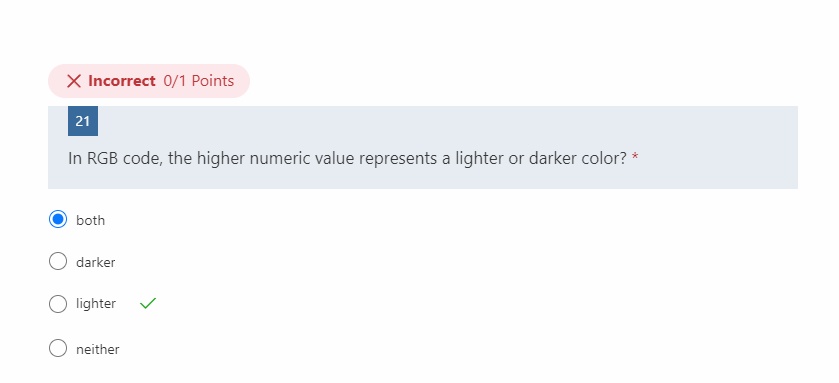 Incorrect 0/1 Points
21
In RGB code, the higher numeric value represents a lighter or darker color? *
both
darker
lighter
neither